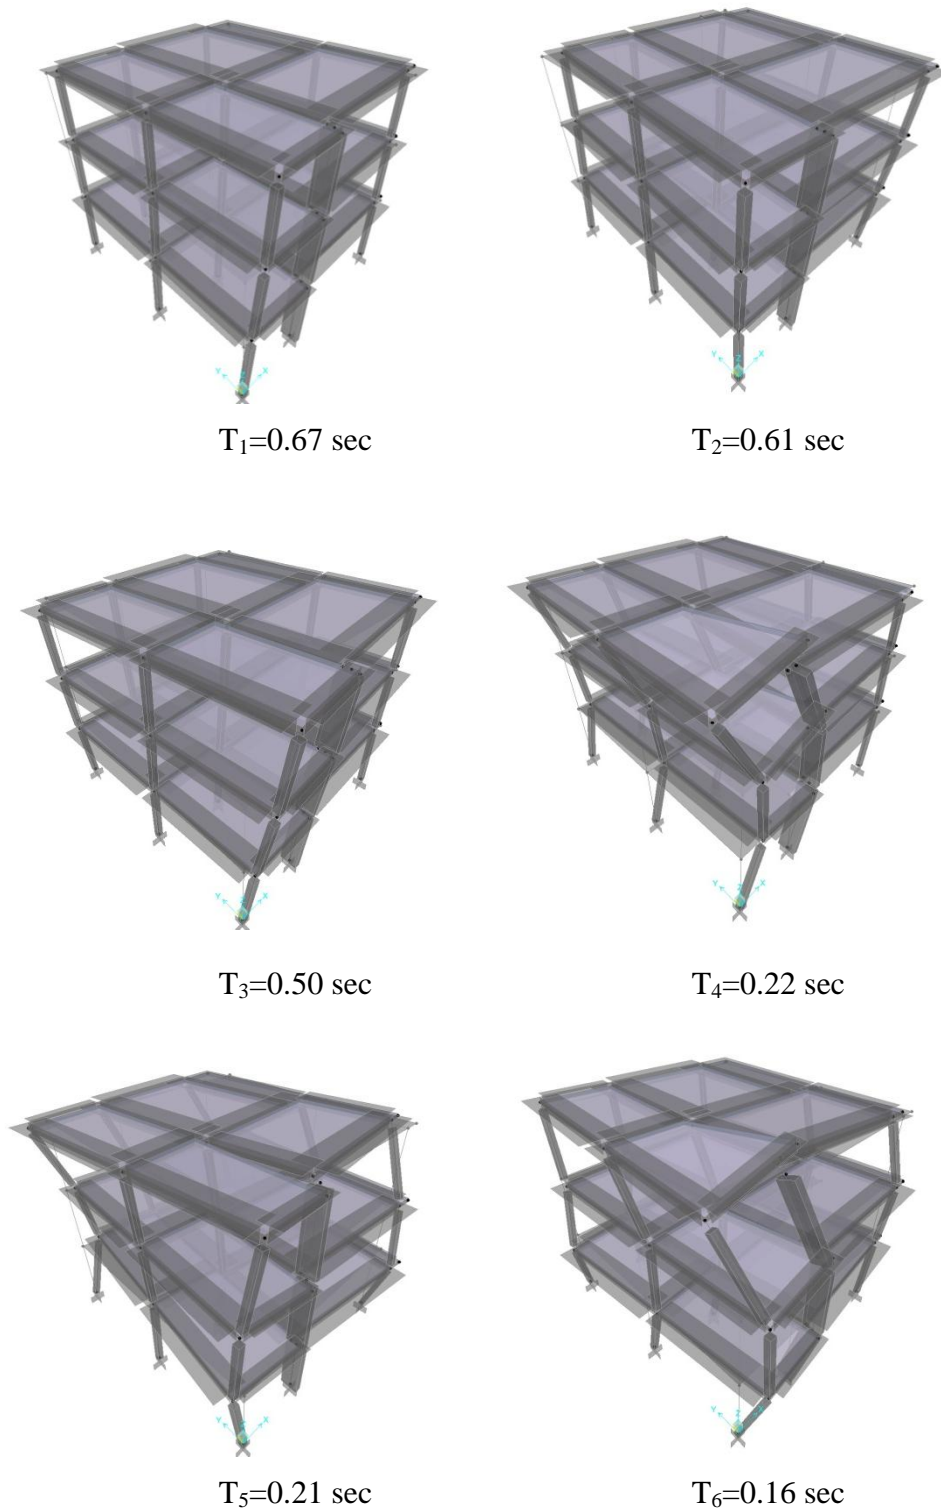 T₁=0.67 sec
T₂=0.61 sec
T₃=0.50 sec
T₄=0.22 sec
T₅=0.21 sec
T₆=0.16 sec